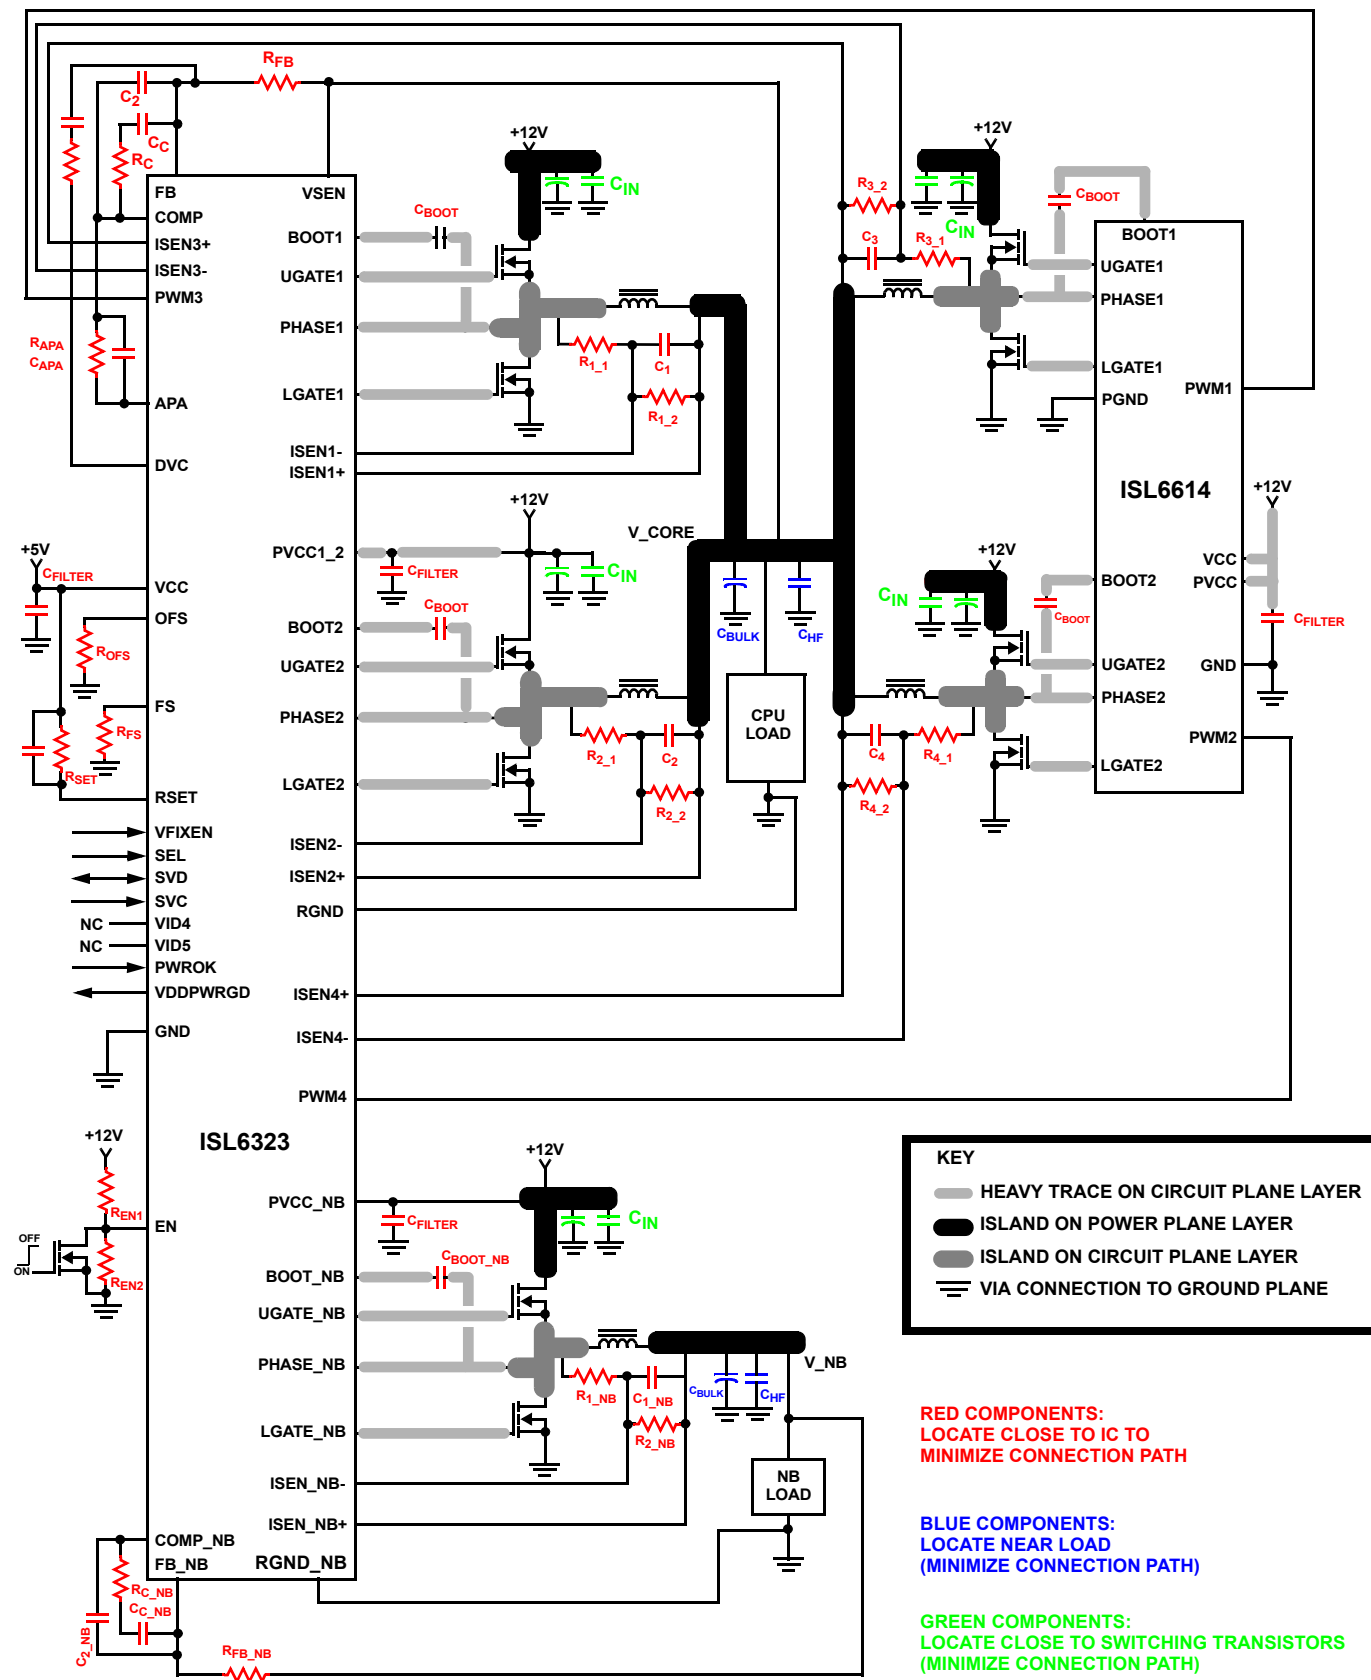 RFB
C2
CC
RC
FB
VSEN
COMP
ISEN3+
ISEN3-
PWM3
RAPA
CAPA
APA
DVC
BOOT1
UGATE1
PHASE1
LGATE1
ISEN1-
ISEN1+
CBOOT
+12V
CIN
R1_1
C1
R1_2
+5V
CFILTER
VCC
OFS
ROFS
FS
RFS
RSET
RSET
VFIXEN
SEL
SVD
SVC
NC
VID4
NC
VID5
PWROK
VDDPWRGD
GND
PVCC1_2
CFILTER
+12V
CIN
CBOOT
BOOT2
UGATE2
PHASE2
LGATE2
R2_1
C2
R2_2
ISEN2-
ISEN2+
RGND
ISEN4+
ISEN4-
PWM4
V_CORE
CBULK
CHF
CPU
LOAD
R3_2
C3
R3_1
+12V
CIN
CBOOT
BOOT1
UGATE1
PHASE1
LGATE1
PGND
PWM1
ISL6614
+12V
VCC
PVCC
CFILTER
GND
+12V
CIN
CBOOT
BOOT2
UGATE2
PHASE2
PWM2
LGATE2
C4
R4_1
R4_2
ISL6323
+12V
REN1
EN
OFF
ON
REN2
PVCC_NB
CFILTER
+12V
CIN
CBOOT_NB
BOOT_NB
UGATE_NB
PHASE_NB
LGATE_NB
ISEN_NB-
ISEN_NB+
R1_NB
C1_NB
R2_NB
V_NB
CBULK
CHF
NB
LOAD
COMP_NB
FB_NB
RGND_NB
RC_NB
CC_NB
C2_NB
RFB_NB
KEY
HEAVY TRACE ON CIRCUIT PLANE LAYER
ISLAND ON POWER PLANE LAYER
ISLAND ON CIRCUIT PLANE LAYER
VIA CONNECTION TO GROUND PLANE
RED COMPONENTS:
LOCATE CLOSE TO IC TO
MINIMIZE CONNECTION PATH
BLUE COMPONENTS:
LOCATE NEAR LOAD
(MINIMIZE CONNECTION PATH)
GREEN COMPONENTS:
LOCATE CLOSE TO SWITCHING TRANSISTORS
(MINIMIZE CONNECTION PATH)